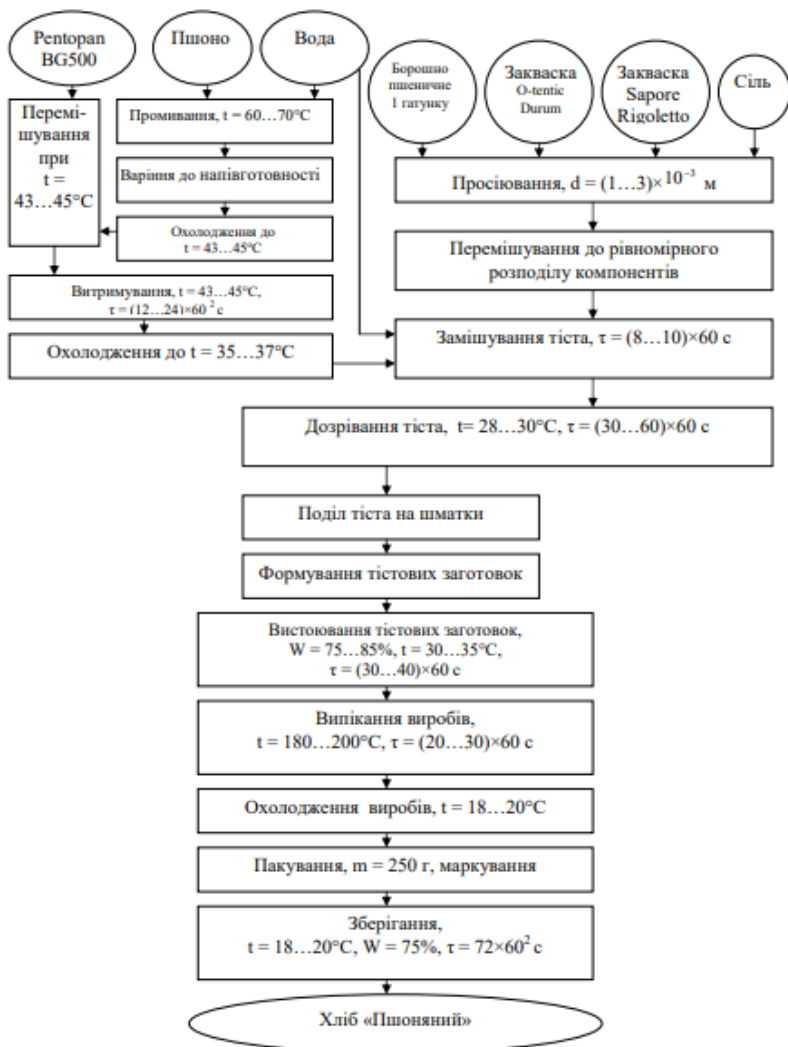 Pentopan
BG500
Пшоно
Вода
Борошно
пшеничне
1 гатунку
Закваска
O-tentic
Durum
Закваска
Sapore
Rigoletto
Сіль
Перемі-
шування
при
t =
43…45°С
Промивання, t = 60…70°С
Варіння до напівготовності
Охолодження до
t = 43…45°С
Просіювання, d = (1…3)×10⁻³ м
Перемішування до рівномірного
розподілу компонентів
Витримування, t = 43…45°С,
τ = (12…24)×60² с
Охолодження до t = 35…37°С
Замішування тіста, τ = (8…10)×60 с
Дозрівання тіста, t= 28…30°С, τ = (30…60)×60 с
Поділ тіста на шматки
Формування тістових заготовок
Вистоювання тістових заготовок,
W = 75…85%, t = 30…35°С,
τ = (30…40)×60 с
Випікання виробів,
t = 180…200°С, τ = (20…30)×60 с
Охолодження виробів, t = 18…20°С
Пакування, m = 250 г, маркування
Зберігання,
t = 18…20°С, W = 75%, τ = 72×60² с
Хліб «Пшоняний»